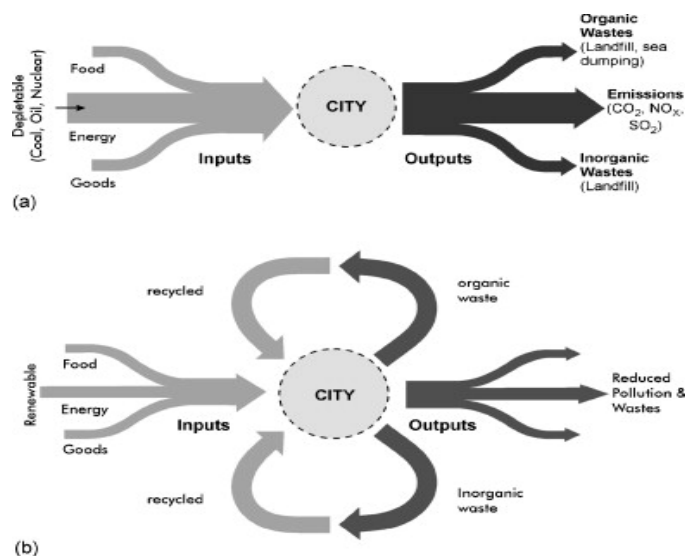 Organic
Wastes
(Landfill, sea
dumping)
Depletable
(Coal, Oil, Nuclear)
Food
Energy
Goods
Inputs
CITY
Outputs
Emissions
(CO₂, NOₓ,
SO₂)
Inorganic
Wastes
(Landfill)
(a)
recycled
organic
waste
Renewable
Food
Energy
Goods
Inputs
CITY
Outputs
Reduced
Pollution &
Wastes
recycled
Inorganic
waste
(b)